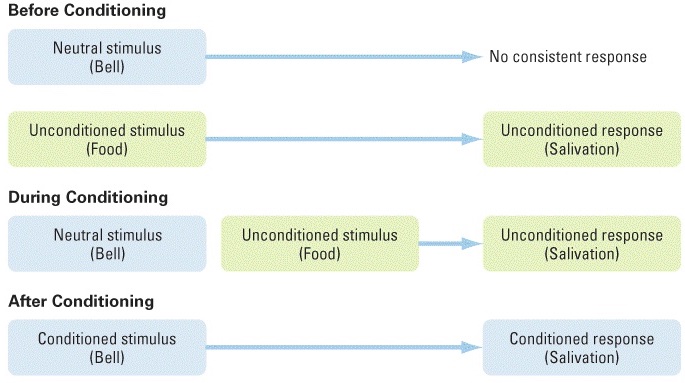 Before Conditioning
Neutral stimulus
(Bell)
No consistent response
Unconditioned stimulus
(Food)
Unconditioned response
(Salivation)
During Conditioning
Neutral stimulus
(Bell)
Unconditioned stimulus
(Food)
Unconditioned response
(Salivation)
After Conditioning
Conditioned stimulus
(Bell)
Conditioned response
(Salivation)